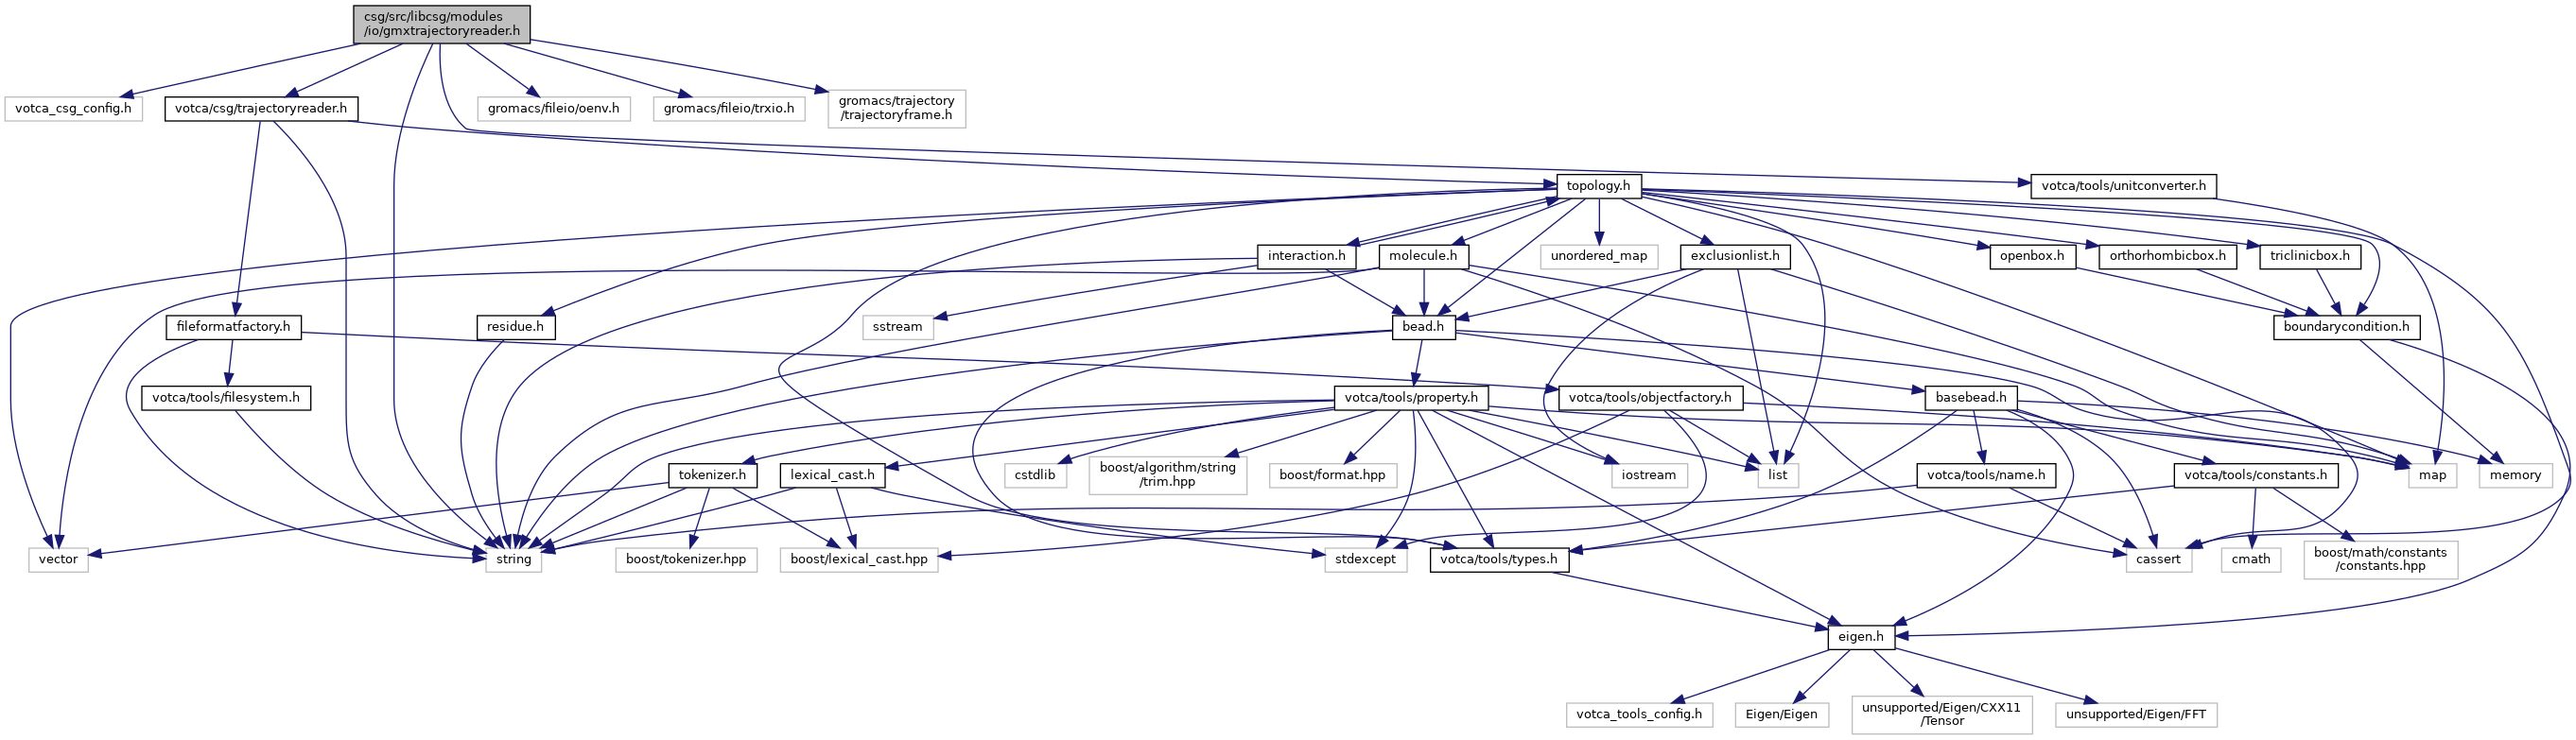 csg/src/libcsg/modules
/io/gmxtrajectoryreader.h
votca_csg_config.h
votca/csg/trajectoryreader.h
gromacs/fileio/oenv.h
gromacs/fileio/trxio.h
gromacs/trajectory
/trajectoryframe.h
topology.h
votca/tools/unitconverter.h
interaction.h
molecule.h
unordered_map
exclusionlist.h
openbox.h
orthorhombicbox.h
triclinicbox.h
fileformatfactory.h
residue.h
sstream
bead.h
boundarycondition.h
votca/tools/filesystem.h
votca/tools/property.h
votca/tools/objectfactory.h
basebead.h
tokenizer.h
lexical_cast.h
cstdlib
boost/algorithm/string
/trim.hpp
boost/format.hpp
iostream
list
votca/tools/name.h
votca/tools/constants.h
map
memory
vector
string
boost/tokenizer.hpp
boost/lexical_cast.hpp
stdexcept
votca/tools/types.h
cassert
cmath
boost/math/constants
/constants.hpp
eigen.h
votca_tools_config.h
Eigen/Eigen
unsupported/Eigen/CXX11
/Tensor
unsupported/Eigen/FFT